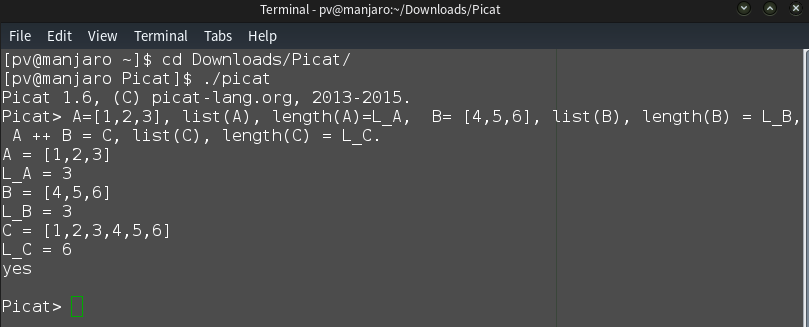 Terminal - pv@manjaro:~/Downloads/Picat
File Edit View Terminal Tabs Help
[pv@manjaro ~]$ cd Downloads/Picat/
[pv@manjaro Picat]$ ./picat
Picat 1.6, (C) picat-lang.org, 2013-2015.
Picat> A=[1,2,3], list(A), length(A)=L_A,  B= [4,5,6], list(B), length(B) = L_B,
 A ++ B = C, list(C), length(C) = L_C.
A = [1,2,3]
L_A = 3
B = [4,5,6]
L_B = 3
C = [1,2,3,4,5,6]
L_C = 6
yes
Picat>